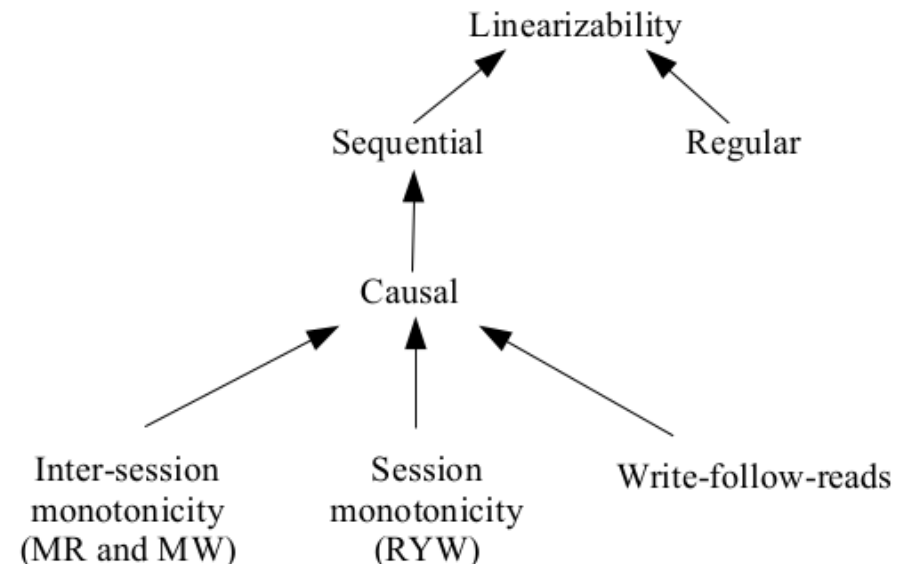 Linearizability
Sequential
Regular
Causal
Inter-session
monotonicity
(MR and MW)
Session
monotonicity
(RYW)
Write-follow-reads